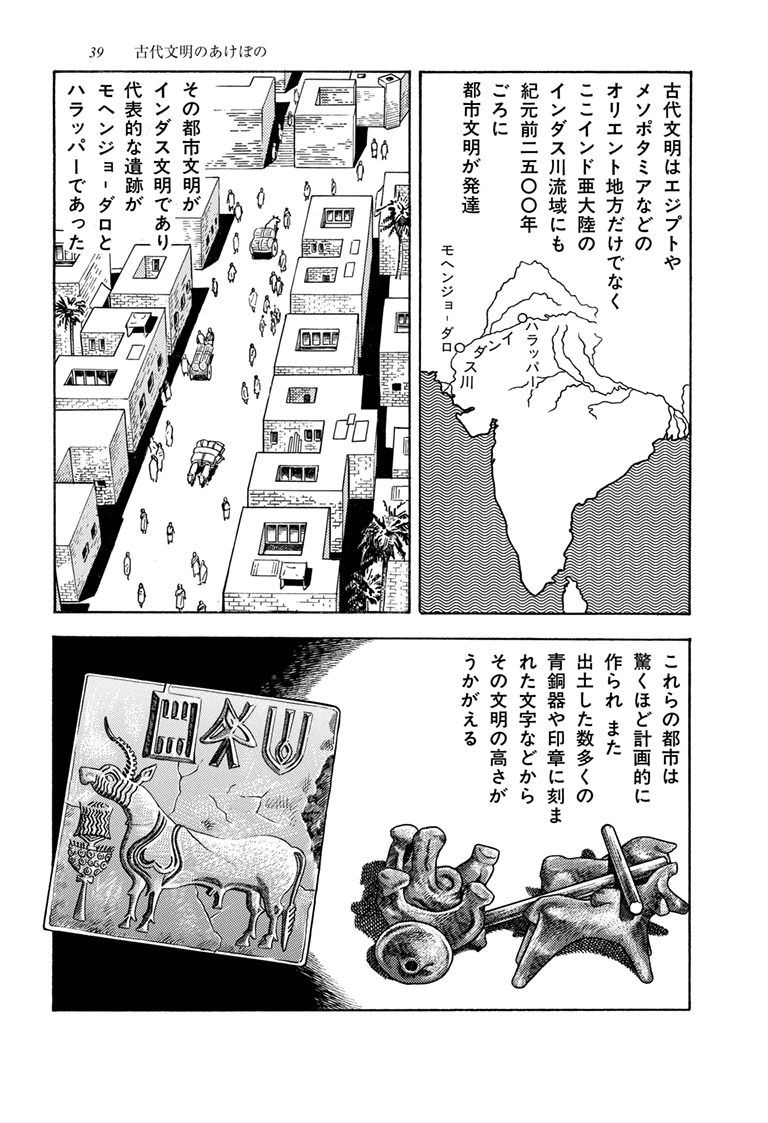 39 古代文明のあけぼの
古代文明はエジプトや
メソポタミアなどの
オリエント地方だけでなく
ここインド亜大陸の
インダス川流域にも
紀元前二五〇〇年
ごろに
都市文明が発達
モヘンジョ-ダロ
ハラッパー
インダス川
その都市文明が
インダス文明であり
代表的な遺跡が
モヘンジョ-ダロと
ハラッパーであった
これらの都市は
驚くほど計画的に
作られ また
出土した数多くの
青銅器や印章に刻ま
れた文字などから
その文明の高さが
うかがえる